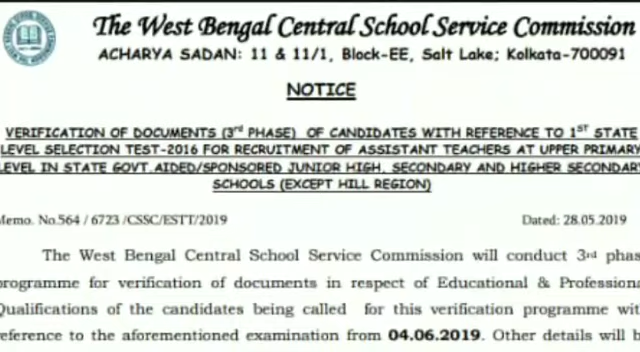 The West Bengal Central School Service Commission
ACHARYA SADAN: 11 & 11/1, Block-EE, Salt Lake; Kolkata-700091
NOTICE
VERIFICATION OF DOCUMENTS (3rd PHASE) OF CANDIDATES WITH REFERENCE TO 1ST STATE
LEVEL SELECTION TEST-2016 FOR RECRUITMENT OF ASSISTANT TEACHERS AT UPPER PRIMARY
LEVEL IN STATE GOVT.AIDED/SPONSORED JUNIOR HIGH, SECONDARY AND HIGHER SECONDARY
SCHOOLS (EXCEPT HILL REGION)
Memo. No.564 / 6723 /CSSC/ESTT/2019 Dated: 28.05.2019
The West Bengal Central School Service Commission will conduct 3rd phas
programme for verification of documents in respect of Educational & Professiona
Qualifications of the candidates being called for this verification programme wit
reference to the aforementioned examination from 04.06.2019. Other details will b